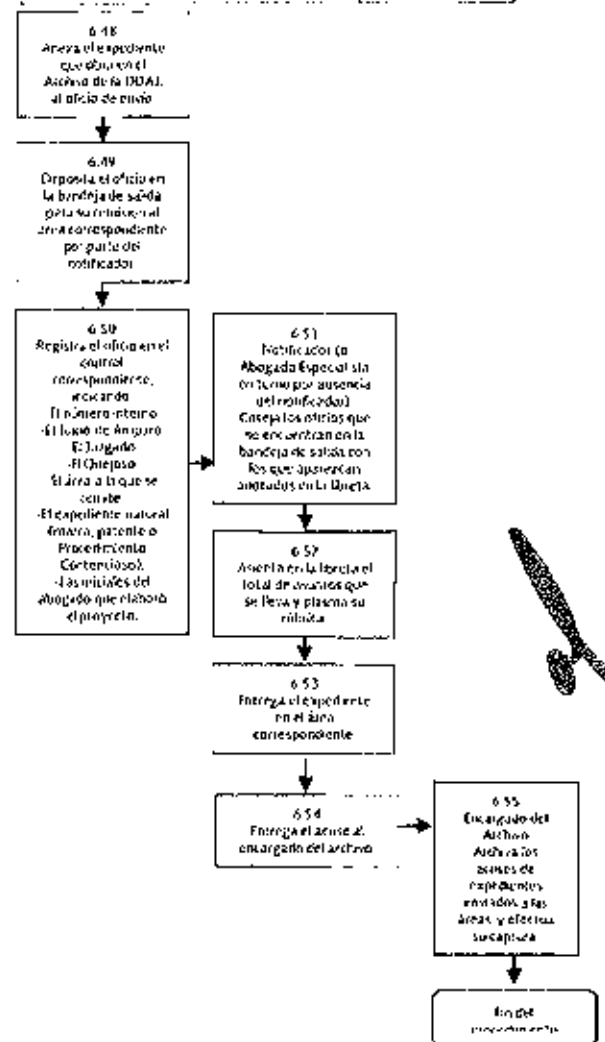 6.48
Anexa el expediente
que obra en el
Archivo de la
al oficio de envío
6.49
Deposita el oficio en
la bandeja de salida
para su envío al
área correspondiente
por parte del
notificador
6.50
Registra el oficio en el
control
correspondiente,
indicando
El número interno
-El Juicio de Amparo
El Juzgado
-El Quejoso
El área a la que se
remite
-El expediente natural
(marca, patente o
Procedimiento
Contencioso).
-Las iniciales del
abogado que elaboró
el proyecto.
6.51
Notificador (o
Abogada Especialista
en turno por ausencia
del notificador)
Coteja los oficios que
se encuentran en la
bandeja de salida con
los que aparecen
anotados en la libreta
6.52
Asienta en la libreta el
total de asuntos que
se lleva y plasma su
rúbrica
6.53
Entrega el expediente
en el área
correspondiente
6.54
Entrega el acuse al
encargado del archivo
6.55
Encargado del
Archivo
Archiva los
acuses de
expedientes
enviados a las
áreas y efectúa
su captura
Fin del
procedimiento